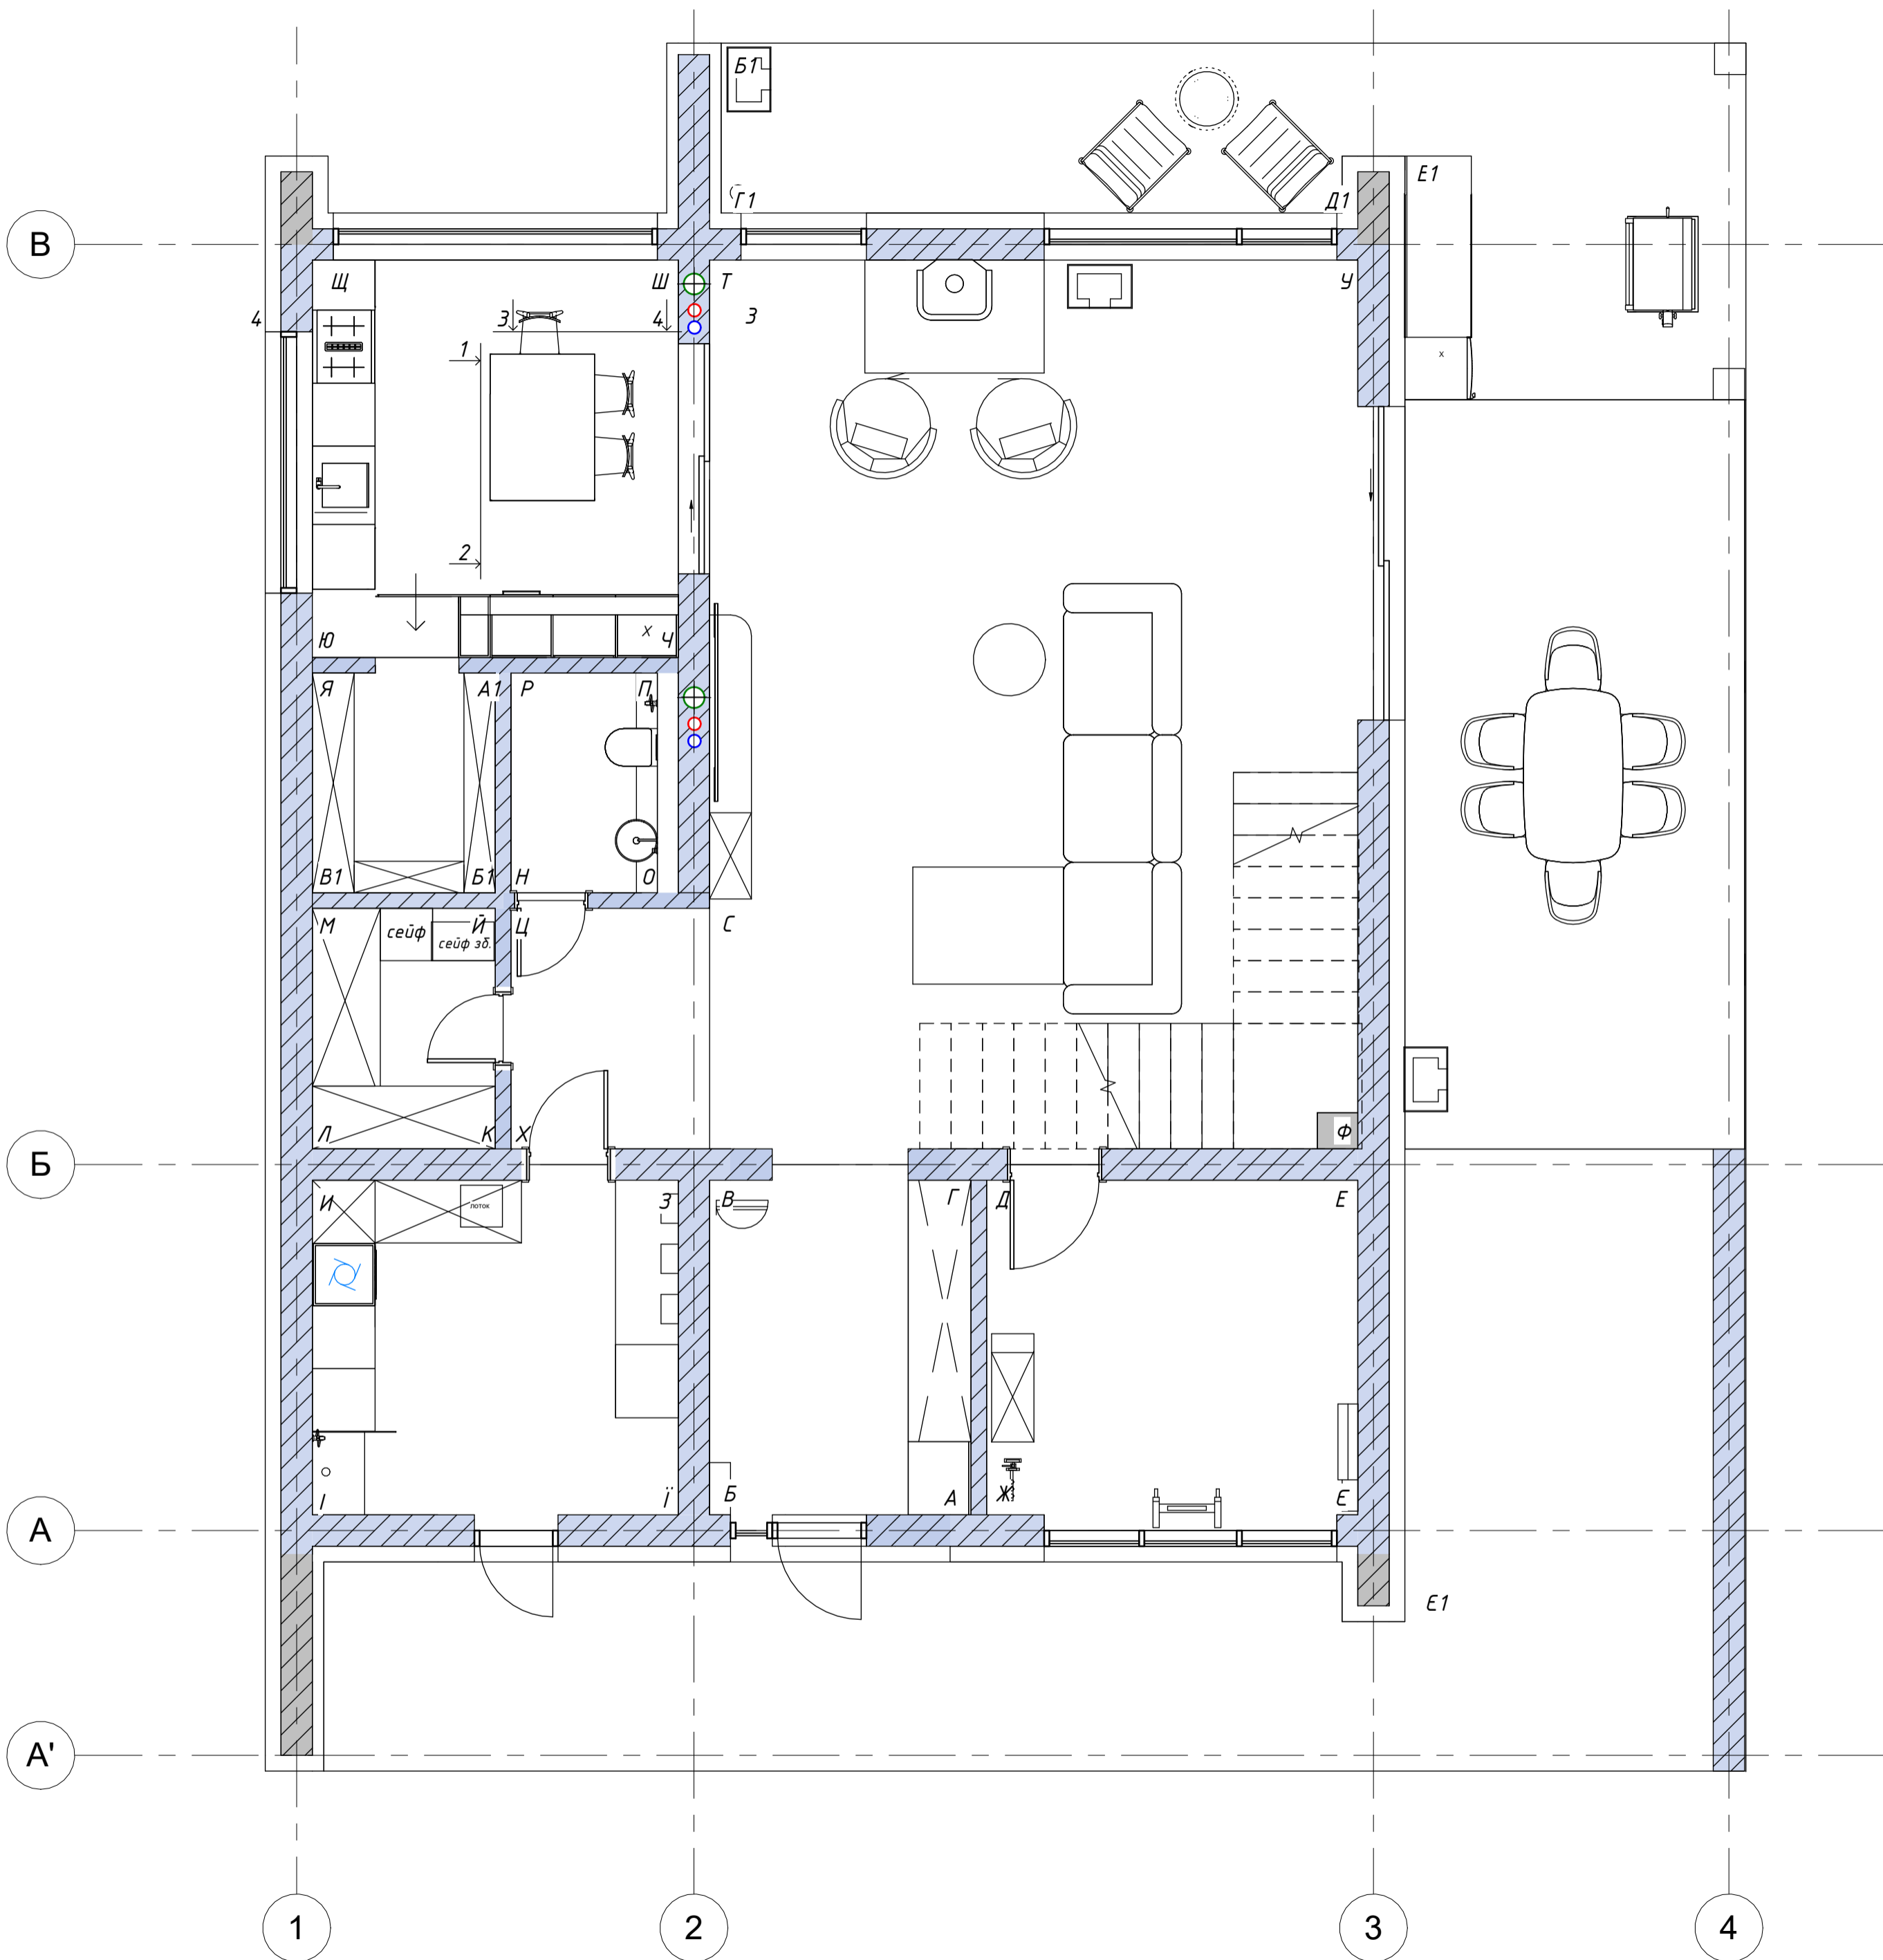 Б1
Е1
Г1
Д1
В
Щ
Ш
Т
У
4
3
4
З
1
х
2
Ю
х
Ч
Я
А1
Р
П
В1
Б1
Н
О
М
сейф
Й
сейф зб.
Ц
С
Л
К
Х
Ф
Б
И
лоток
З
В
Г
Д
Е
І
Ї
Б
А
Ж
Є
А
Є1
А'
1
2
3
4